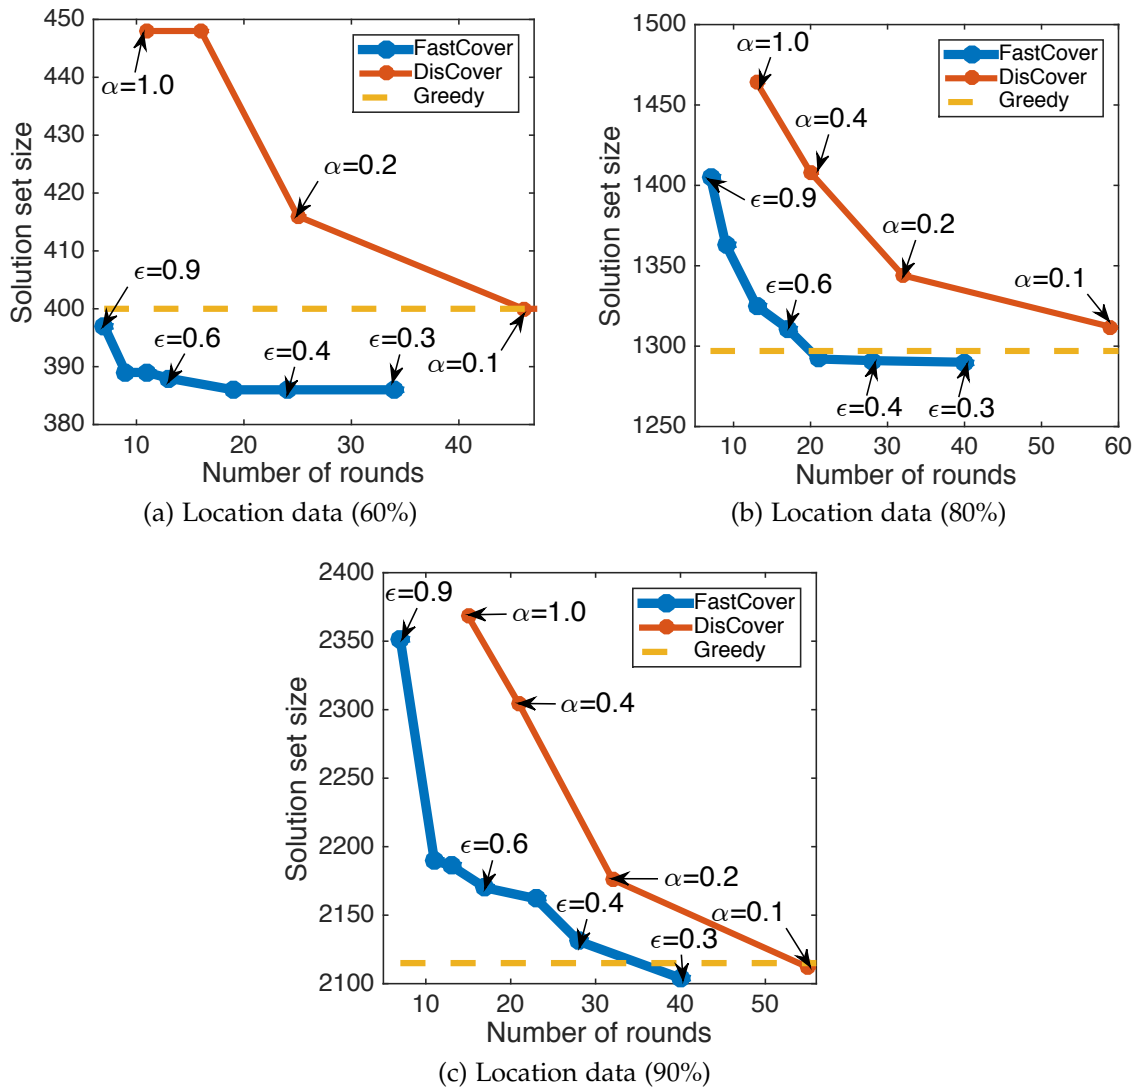 450
440
430
420
410
400
390
380
Solution set size
10
20
30
40
Number of rounds
FastCover
DisCover
Greedy
α=1.0
α=0.2
α=0.1
ϵ=0.9
ϵ=0.6
ϵ=0.4
ϵ=0.3
(a) Location data (60%)
1500
1450
1400
1350
1300
1250
Solution set size
10
20
30
40
50
60
Number of rounds
FastCover
DisCover
Greedy
α=1.0
α=0.4
α=0.2
α=0.1
ϵ=0.9
ϵ=0.6
ϵ=0.4
ϵ=0.3
(b) Location data (80%)
2400
2350
2300
2250
2200
2150
2100
Solution set size
10
20
30
40
50
Number of rounds
FastCover
DisCover
Greedy
ϵ=0.9
α=1.0
α=0.4
ϵ=0.6
α=0.2
ϵ=0.4
α=0.1
ϵ=0.3
(c) Location data (90%)